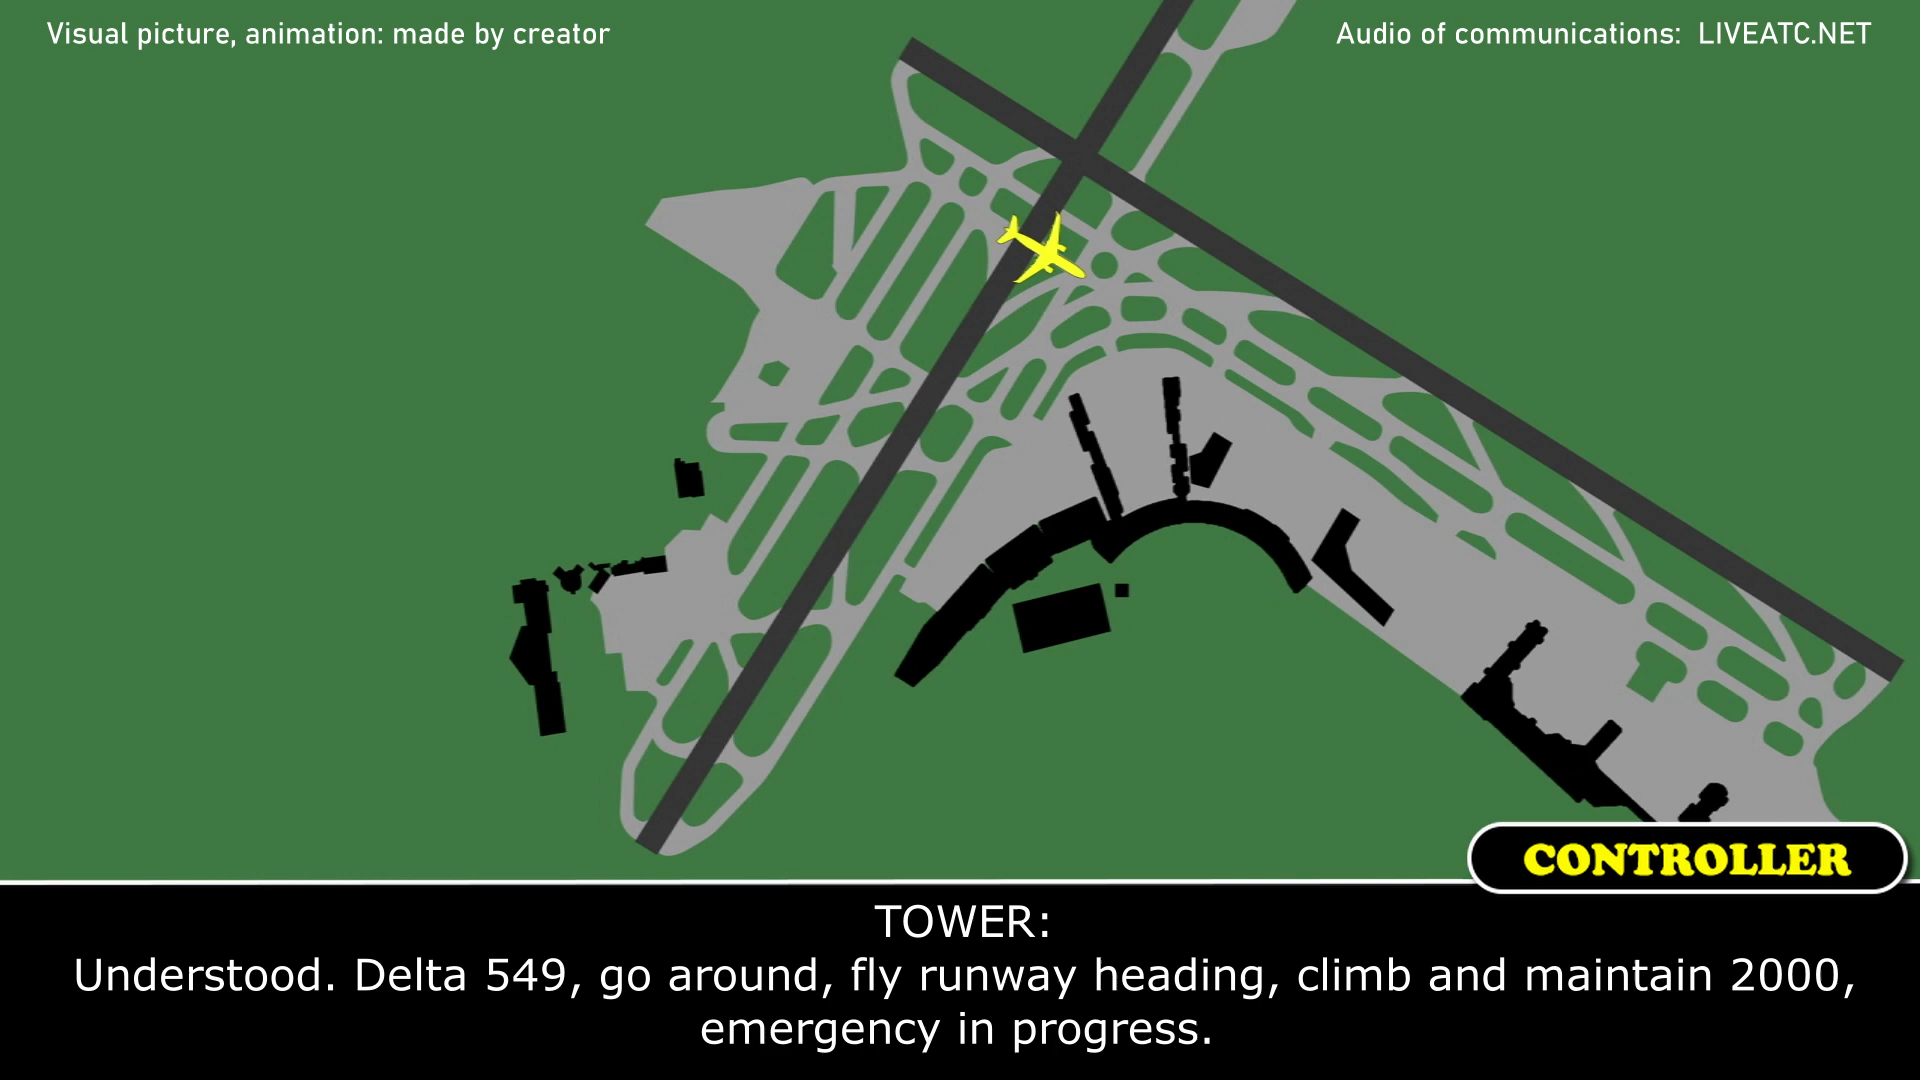 Visual picture, animation: made by creator
Audio of communications: LIVEATC.NET
CONTROLLER
TOWER:
Understood. Delta 549, go around, fly runway heading, climb and maintain 2000,
emergency in progress.